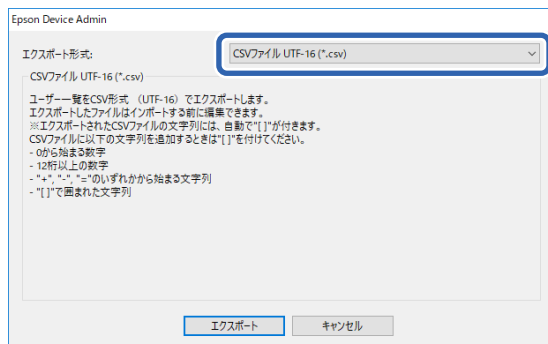 Epson Device Admin
エクスポート形式:
CSVファイル UTF-16 (*.csv)
CSVファイル UTF-16 (*.csv)
ユーザー一覧をCSV形式 （UTF-16）でエクスポートします。
エクスポートしたファイルはインポートする前に編集できます。
※エクスポートされたCSVファイルの文字列には、自動で"[ ]"が付きます。
CSVファイルに以下の文字列を追加するときは"[ ]"を付けてください。
- 0から始まる数字
- 12桁以上の数字
- "+", "-", "="のいずれかから始まる文字列
- "[ ]"で囲まれた文字列
エクスポート
キャンセル